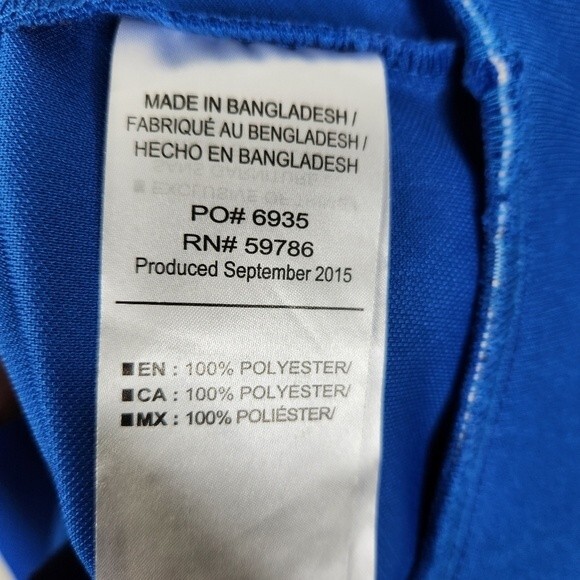 MADE IN BANGLADESH /
FABRIQUÉ AU BENGLADESH /
HECHO EN BANGLADESH
PO# 6935
RN# 59786
Produced September 2015
EN : 100% POLYESTER/
CA : 100% POLYESTER/
MX : 100% POLIÉSTER/